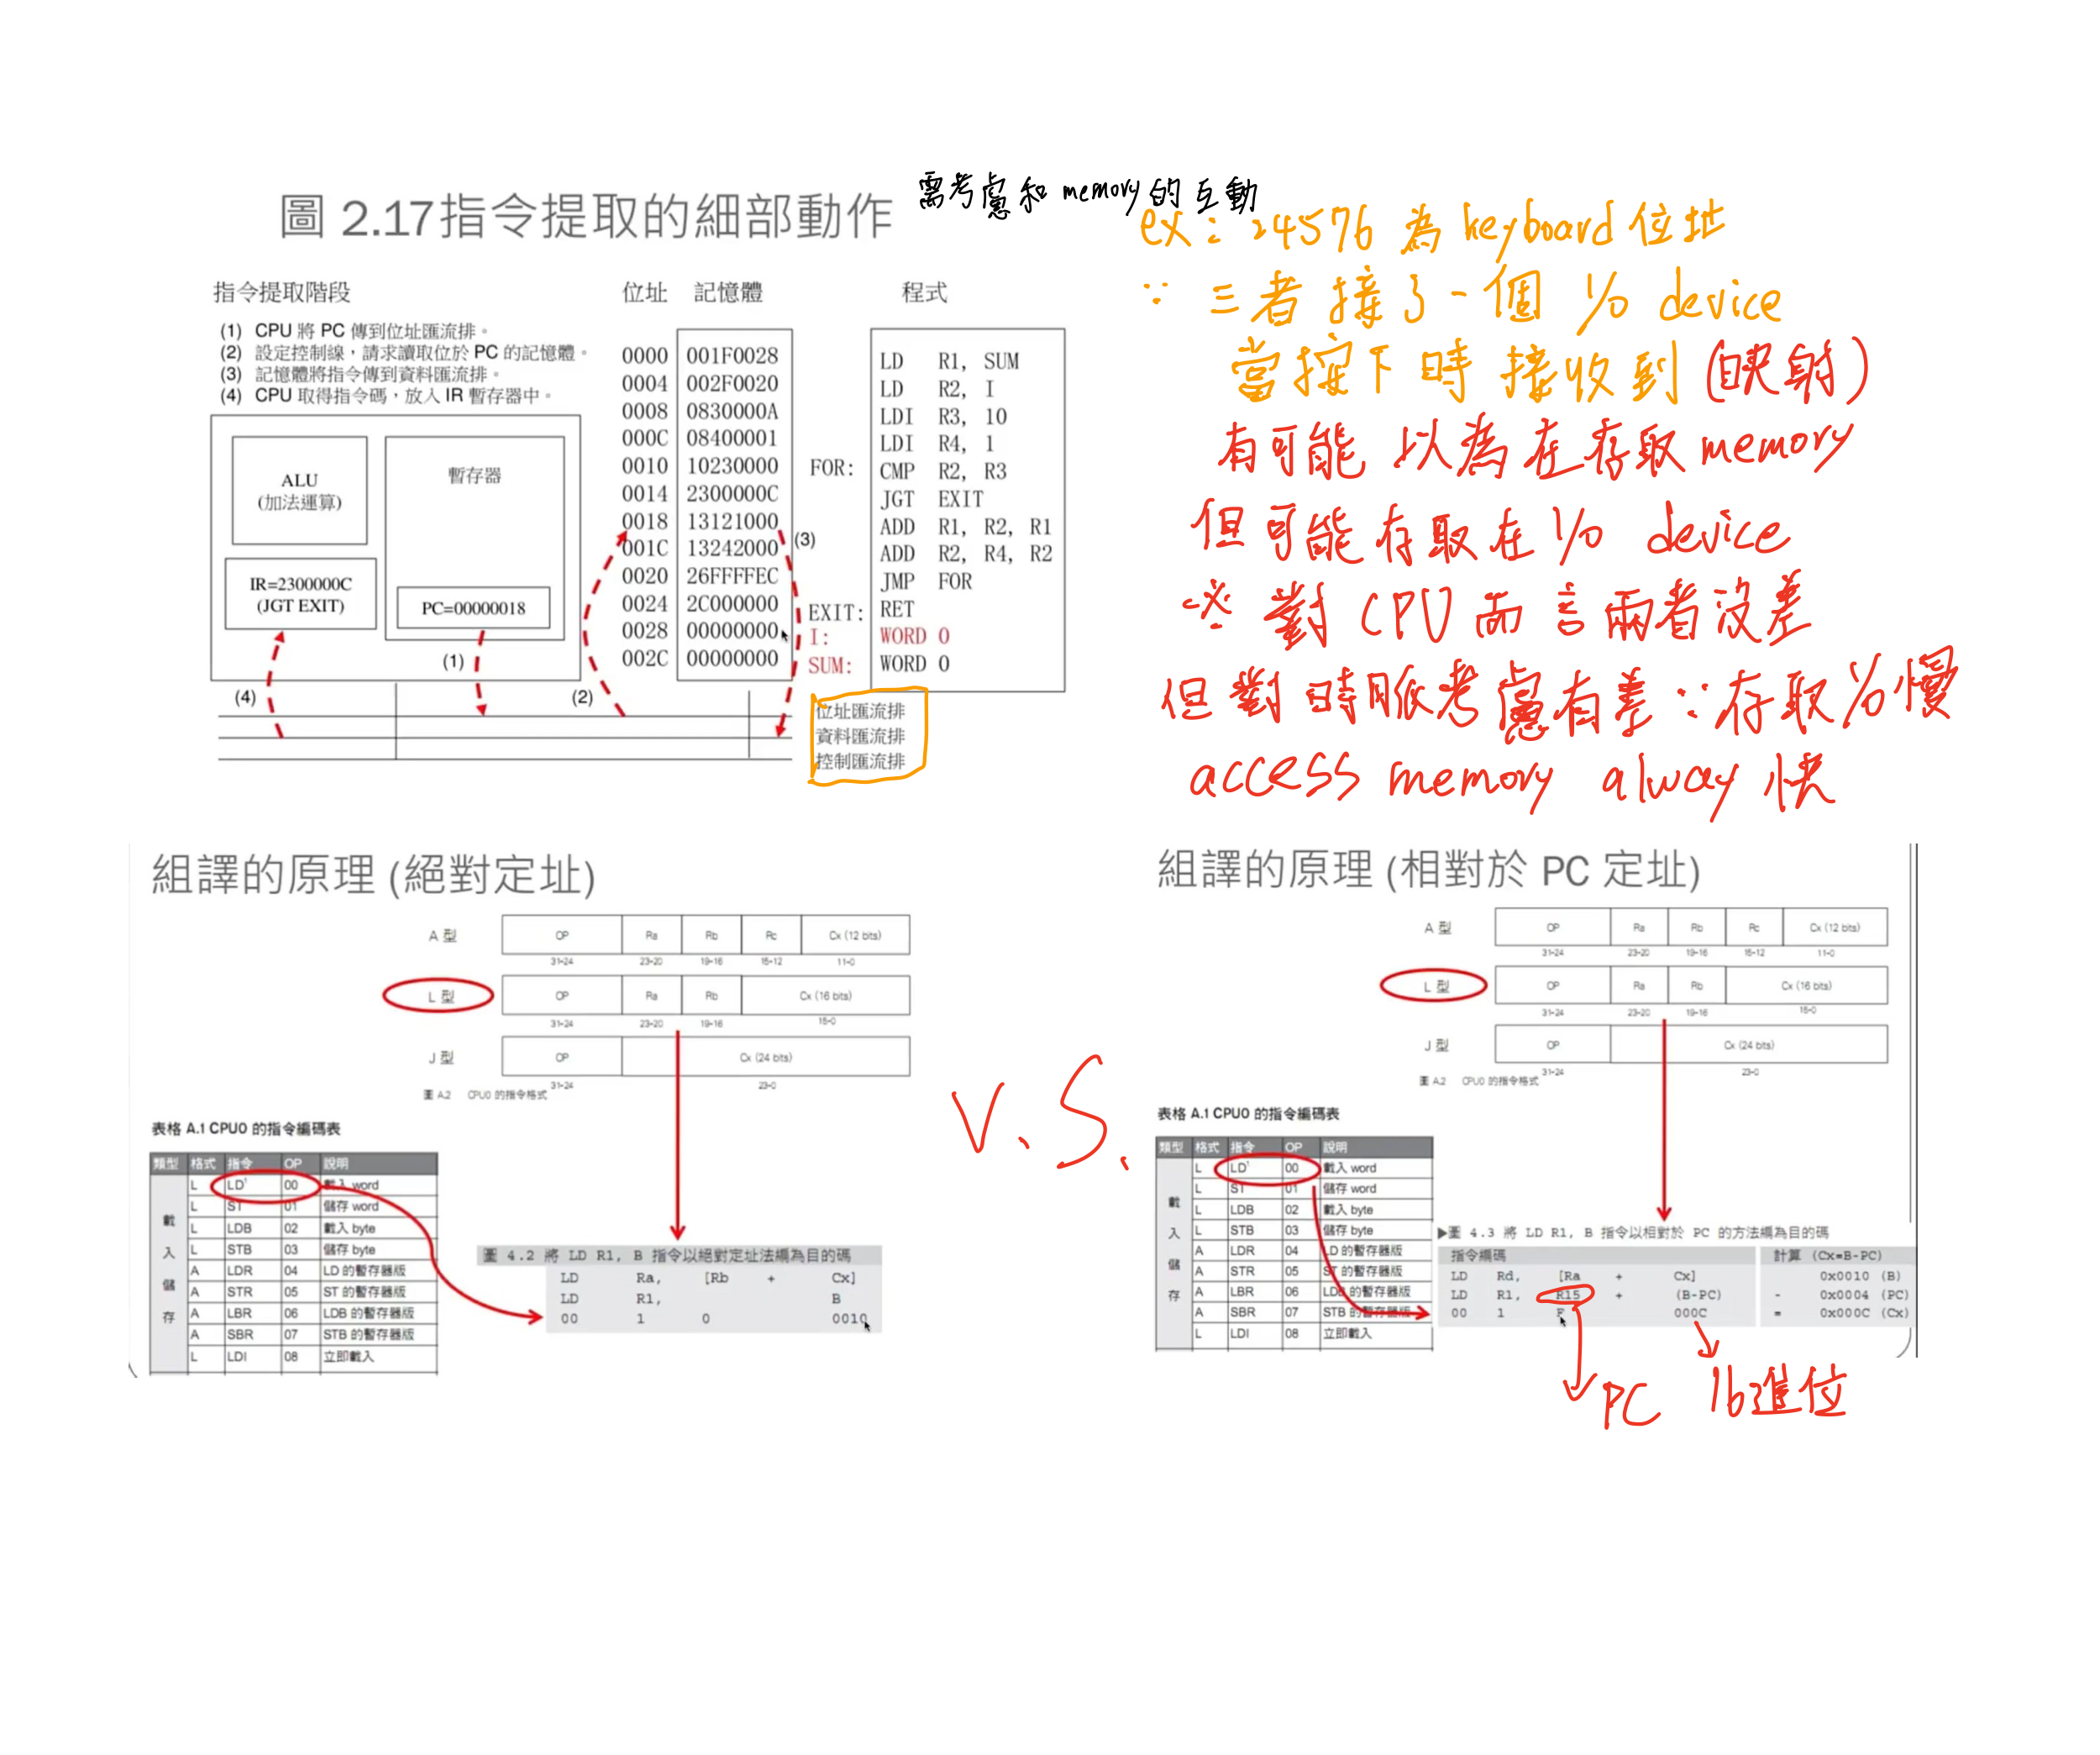 圖 2.17指令提取的細部動作
需考慮和 memory 的互動
指令提取階段
(1) CPU 將 PC 傳到位址匯流排。
(2) 設定控制線，請求讀取位於 PC 的記憶體。
(3) 記憶體將指令傳到資料匯流排。
(4) CPU 取得指令碼，放入 IR 暫存器中。
ALU
(加法運算)
暫存器
IR=2300000C
(JGT EXIT)
PC=00000018
(1)
(4)
(2)
(3)
位址 記憶體
0000 001F0028
0004 002F0020
0008 0830000A
000C 08400001
0010 10230000
0014 2300000C
0018 13121000
001C 13242000
0020 26FFFFEC
0024 2C000000
0028 00000000
002C 00000000
程式
LD R1, SUM
LD R2, I
LDI R3, 10
LDI R4, 1
FOR: CMP R2, R3
JGT EXIT
ADD R1, R2, R1
ADD R2, R4, R2
JMP FOR
EXIT: RET
I: WORD 0
SUM: WORD 0
位址匯流排
資料匯流排
控制匯流排
ex: 24576 為 keyboard 位址
∵ 三者接了一個 I/O device
當按下時接收到 (映射)
有可能以為在存取 memory
但可能存取在 I/O device
※ 對 CPU 而言兩者沒差
但對時脈考慮有差 ∵ 存取 I/O 慢
access memory alway 快
組譯的原理 (絕對定址)
A 型 OP Ra Rb Rc Cx (12 bits)
31-24 23-20 19-16 15-12 11-0
L 型 OP Ra Rb Cx (16 bits)
31-24 23-20 19-16 15-0
J 型 OP Cx (24 bits)
31-24 23-0
圖 A.2 CPU0 的指令格式
表格 A.1 CPU0 的指令編碼表
類型 格式 指令 OP 說明
載入儲存
L LD 00 載入 word
L ST 01 儲存 word
L LDB 02 載入 byte
L STB 03 儲存 byte
A LDR 04 LD 的暫存器版
A STR 05 ST 的暫存器版
A LBR 06 LDB 的暫存器版
A SBR 07 STB 的暫存器版
L LDI 08 立即載入
圖 4.2 將 LD R1, B 指令以絕對定址法編為目的碼
LD Ra, [Rb + Cx]
LD R1, B
00 1 0 0010
V.S.
組譯的原理 (相對於 PC 定址)
A 型 OP Ra Rb Rc Cx (12 bits)
31-24 23-20 19-16 15-12 11-0
L 型 OP Ra Rb Cx (16 bits)
31-24 23-20 19-16 15-0
J 型 OP Cx (24 bits)
31-24 23-0
圖 A.2 CPU0 的指令格式
表格 A.1 CPU0 的指令編碼表
類型 格式 指令 OP 說明
載入儲存
L LD 00 載入 word
L ST 01 儲存 word
L LDB 02 載入 byte
L STB 03 儲存 byte
A LDR 04 LD 的暫存器版
A STR 05 ST 的暫存器版
A LBR 06 LDB 的暫存器版
A SBR 07 STB 的暫存器版
L LDI 08 立即載入
▶圖 4.3 將 LD R1, B 指令以相對於 PC 的方法編為目的碼
指令編碼
LD Rd, [Ra + Cx]
LD R1, R15 + (B-PC)
00 1 F 000C
計算 (Cx=B-PC)
0x0010 (B)
- 0x0004 (PC)
= 0x000C (Cx)
PC
16進位